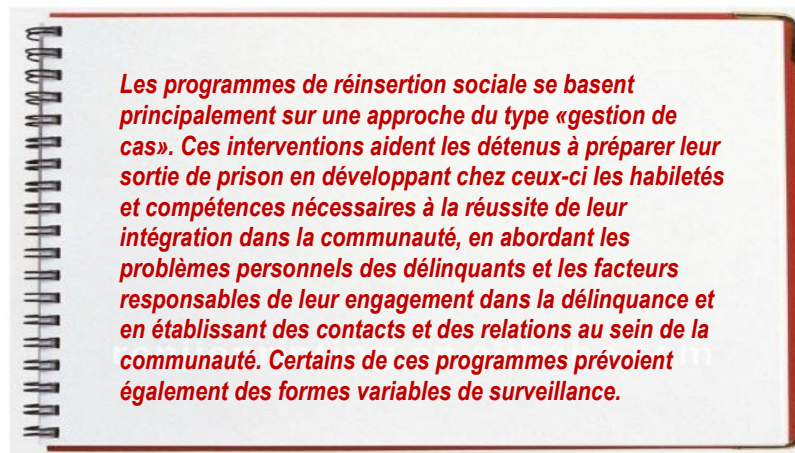 Les programmes de réinsertion sociale se basent
principalement sur une approche du type «gestion de
cas». Ces interventions aident les détenus à préparer leur
sortie de prison en développant chez ceux-ci les habiletés
et compétences nécessaires à la réussite de leur
intégration dans la communauté, en abordant les
problèmes personnels des délinquants et les facteurs
responsables de leur engagement dans la délinquance et
en établissant des contacts et des relations au sein de la
communauté. Certains de ces programmes prévoient
également des formes variables de surveillance.